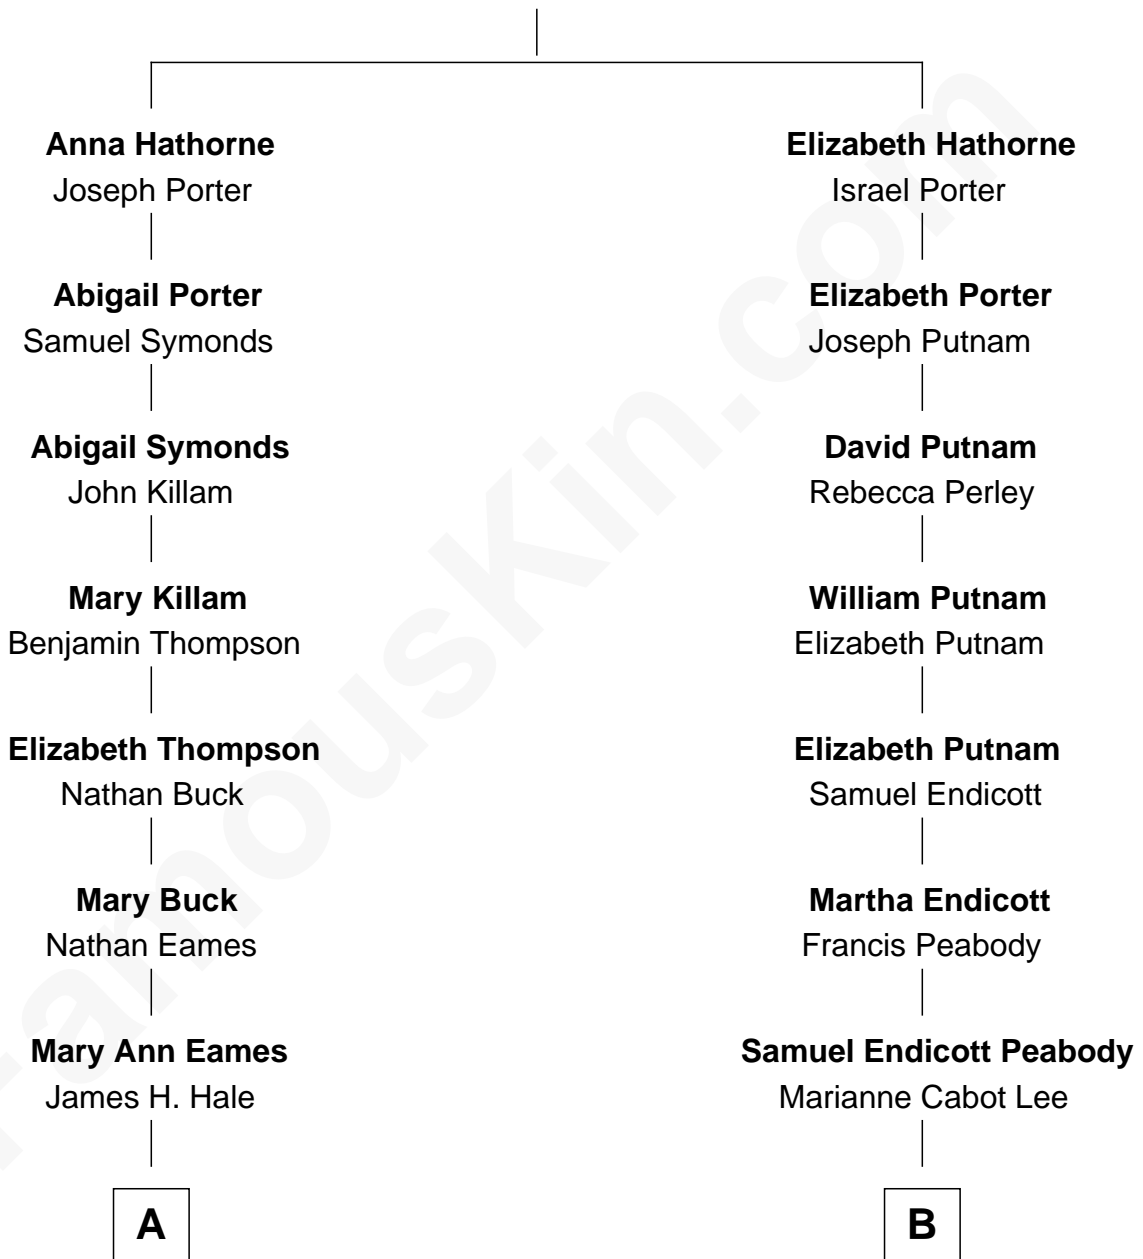 Anna Hathorne
Joseph Porter
Elizabeth Hathorne
Israel Porter
Abigail Porter
Samuel Symonds
Elizabeth Porter
Joseph Putnam
Abigail Symonds
John Killam
David Putnam
Rebecca Perley
Mary Killam
Benjamin Thompson
William Putnam
Elizabeth Putnam
Elizabeth Thompson
Nathan Buck
Elizabeth Putnam
Samuel Endicott
Mary Buck
Nathan Eames
Martha Endicott
Francis Peabody
Mary Ann Eames
James H. Hale
Samuel Endicott Peabody
Marianne Cabot Lee
A
B
FamousKin.com